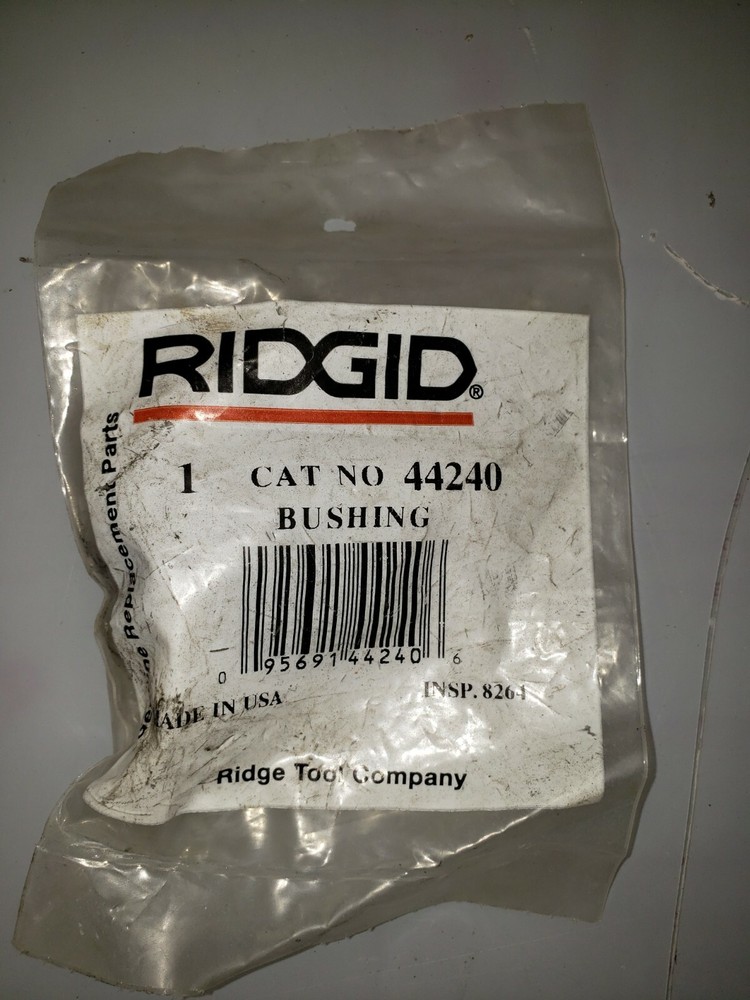 RIDGID®
1 CAT NO 44240
BUSHING
0 95691 44240 6
MADE IN USA
INSP. 8264
Ridge Tool Company
Replacement Parts